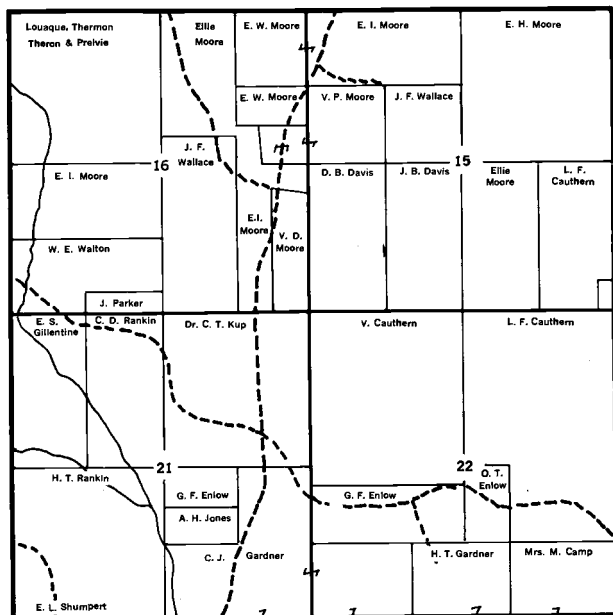 Louaque, Thermon
Theron & Prelvie
Ellie
Moore
E. W. Moore
E. I. Moore
E. H. Moore
E. W. Moore
V. P. Moore
J. F. Wallace
J. F.
Wallace
16
15
E. I. Moore
D. B. Davis
J. B. Davis
Ellie
Moore
L. F.
Cauthern
E.I.
Moore
V. D.
Moore
W. E. Walton
J. Parker
E. S.
Gillentine
C. D. Rankin
Dr. C. T. Kup
V. Cauthern
L. F. Cauthern
21
22
H. T. Rankin
G. F. Enlow
G. F. Enlow
O. T.
Enlow
A. H. Jones
C. J. Gardner
H. T. Gardner
Mrs. M. Camp
E. L. Shumpert